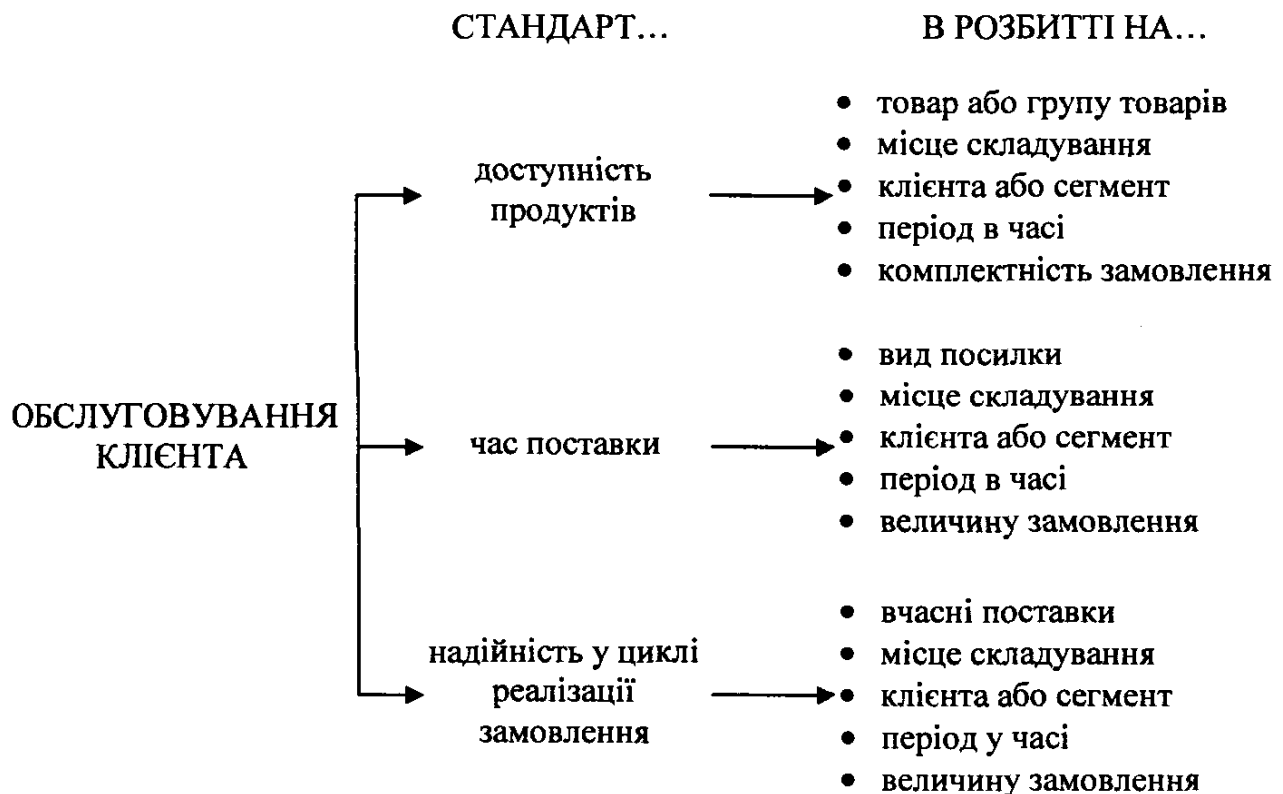 СТАНДАРТ...
В РОЗБИТТІ НА...
ОБСЛУГОВУВАННЯ
КЛІЄНТА
доступність
продуктів
• товар або групу товарів
• місце складування
• клієнта або сегмент
• період в часі
• комплектність замовлення
час поставки
• вид посилки
• місце складування
• клієнта або сегмент
• період в часі
• величину замовлення
надійність у циклі
реалізації
замовлення
• вчасні поставки
• місце складування
• клієнта або сегмент
• період у часі
• величину замовлення